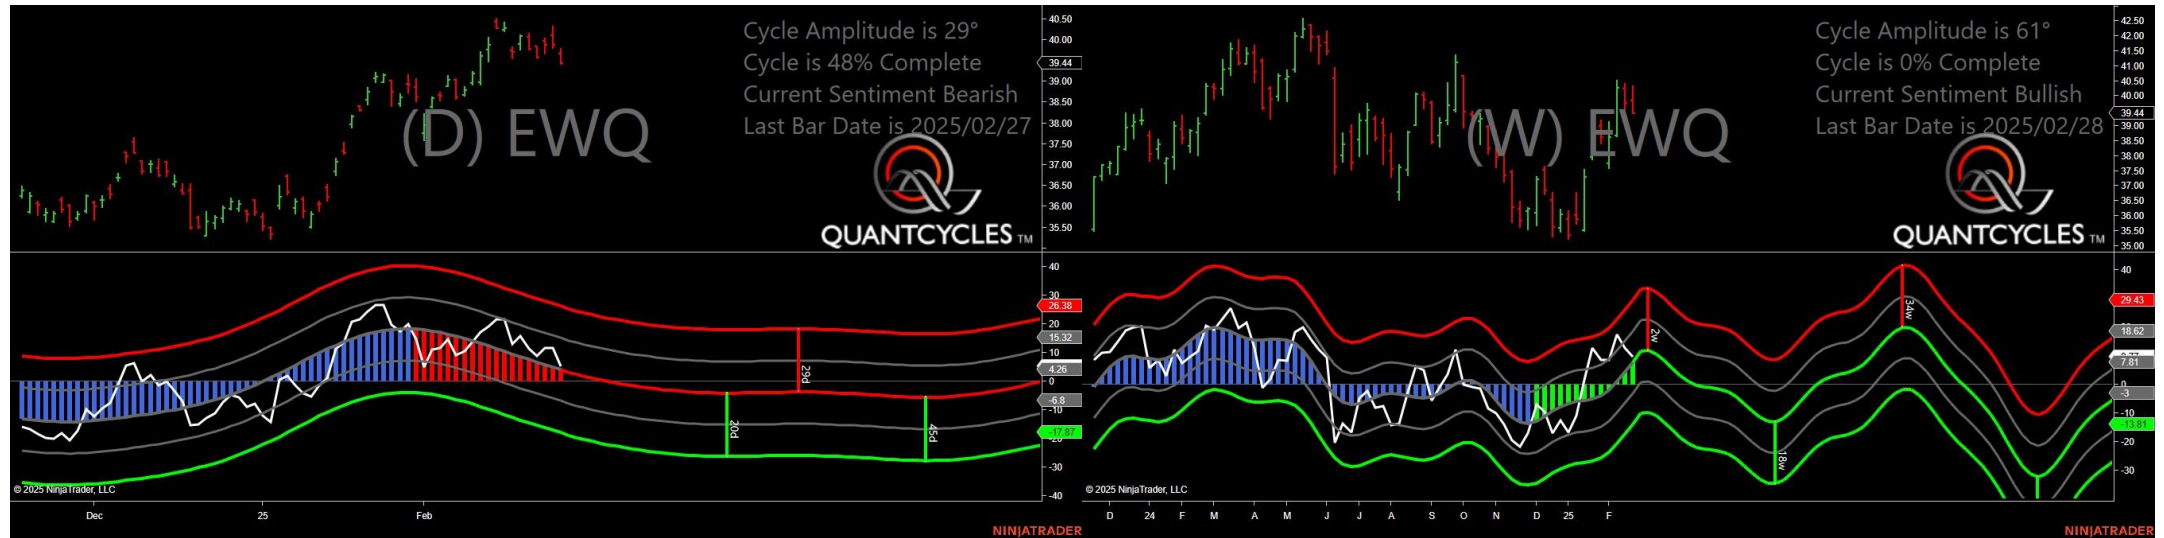 Cycle Amplitude is 29°
Cycle is 48% Complete
Current Sentiment Bearish
Last Bar Date is 2025/02/27
(D) EWQ
QUANTCYCLES TM
40.50
40.00
39.44
39.00
38.50
38.00
37.50
37.00
36.50
36.00
35.50
40
30
26.38
20
15.32
10
4.26
0
-6.8
-10
-17.87
-30
-40
29d
20d
45d
© 2025 NinjaTrader, LLC
Dec
25
Feb
NINJATRADER
Cycle Amplitude is 61°
Cycle is 0% Complete
Current Sentiment Bullish
Last Bar Date is 2025/02/28
(W) EWQ
QUANTCYCLES TM
42.50
42.00
41.50
41.00
40.50
40.00
39.44
39.00
38.50
38.00
37.50
37.00
36.50
36.00
35.50
35.00
40
29.43
18.62
7.81
0
-3
-10
-13.81
-20
-30
2w
34w
18w
© 2025 NinjaTrader, LLC
D 24 F M A M J J A S O N D 25 F
NINJATRADER